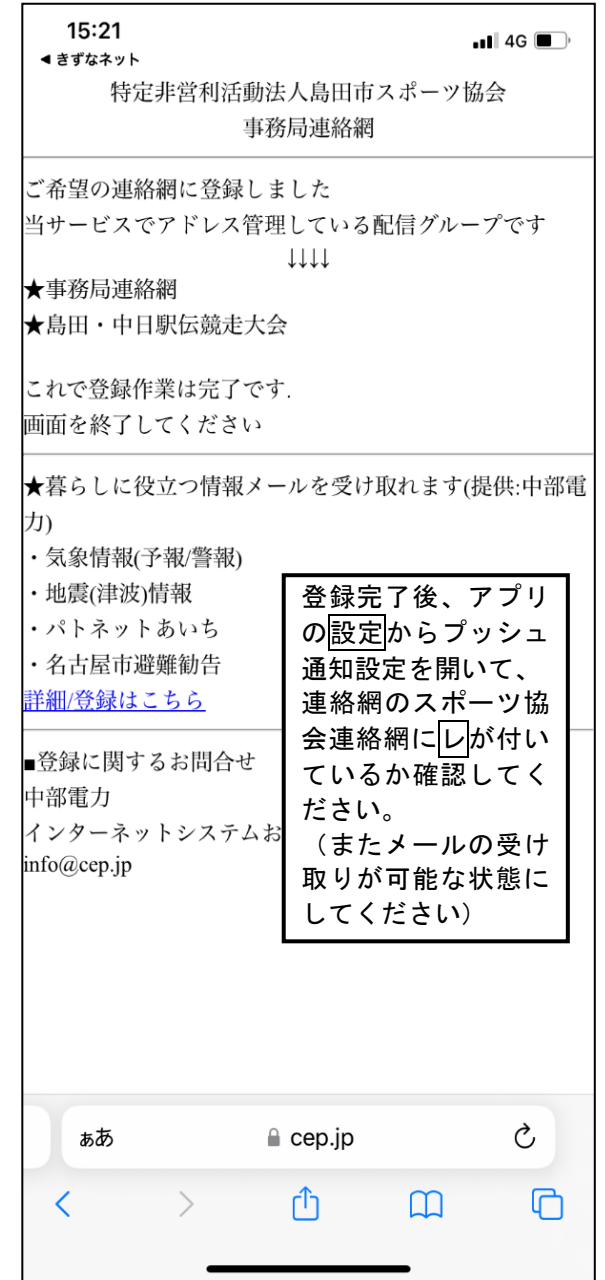 15:21
4G
◀ きずなネット
特定非営利活動法人島田市スポーツ協会
事務局連絡網
ご希望の連絡網に登録しました
当サービスでアドレス管理している配信グループです
↓↓↓↓
★事務局連絡網
★島田・中日駅伝競走大会
これで登録作業は完了です.
画面を終了してください
★暮らしに役立つ情報メールを受け取れます(提供:中部電
力)
・気象情報(予報/警報)
・地震(津波)情報
・パトネットあいち
・名古屋市避難勧告
詳細/登録はこちら
■登録に関するお問合せ
中部電力
インターネットシステムお
info@cep.jp
登録完了後、アプリ
の設定からプッシュ
通知設定を開いて、
連絡網のスポーツ協
会連絡網にレが付い
ているか確認してく
ださい。
（またメールの受け
取りが可能な状態に
してください）
ぁあ
cep.jp